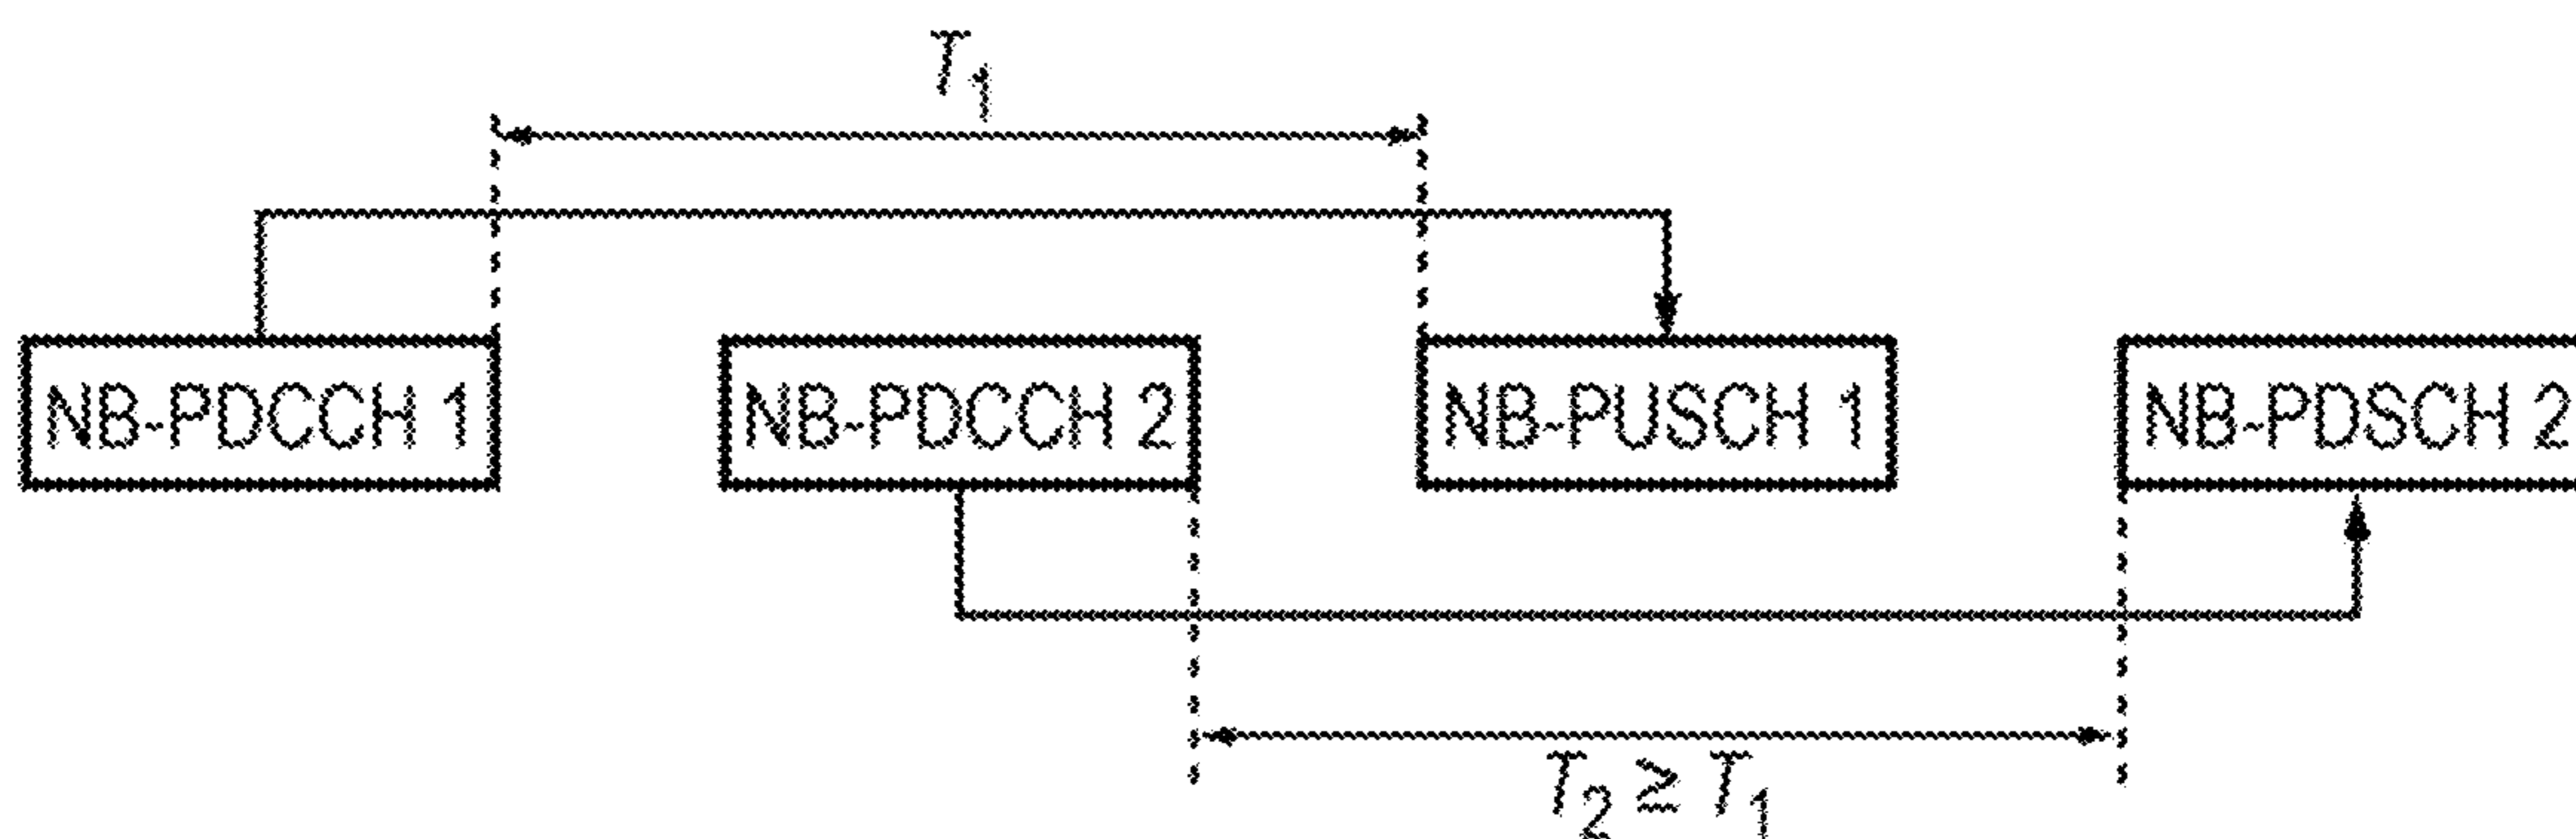 T1
NB-PDCCH 1 NB-PDCCH 2 NB-PUSCH 1 NB-PDSCH 2
T2 ≥ T1